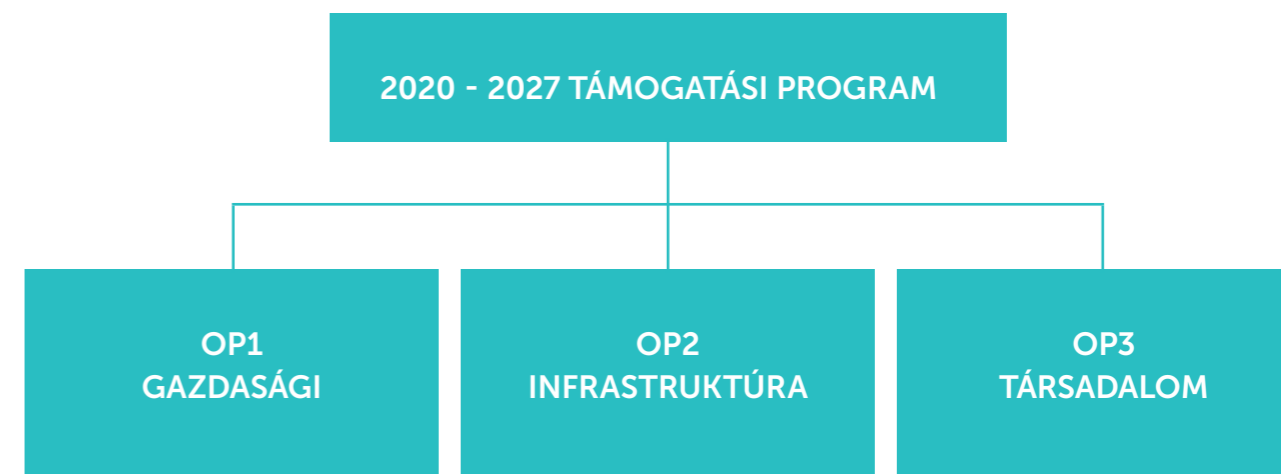 2020 - 2027 TÁMOGATÁSI PROGRAM
OP1
GAZDASÁGI
OP2
INFRASTRUKTÚRA
OP3
TÁRSADALOM